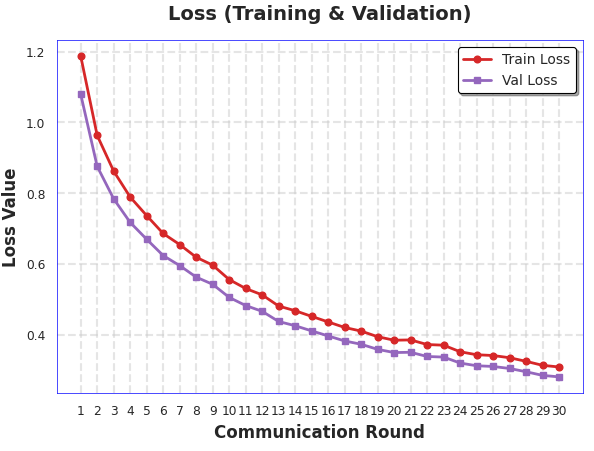 Loss (Training & Validation)
Train Loss
Val Loss
Loss Value
1.2
1.0
0.8
0.6
0.4
1 2 3 4 5 6 7 8 9 10 11 12 13 14 15 16 17 18 19 20 21 22 23 24 25 26 27 28 29 30
Communication Round